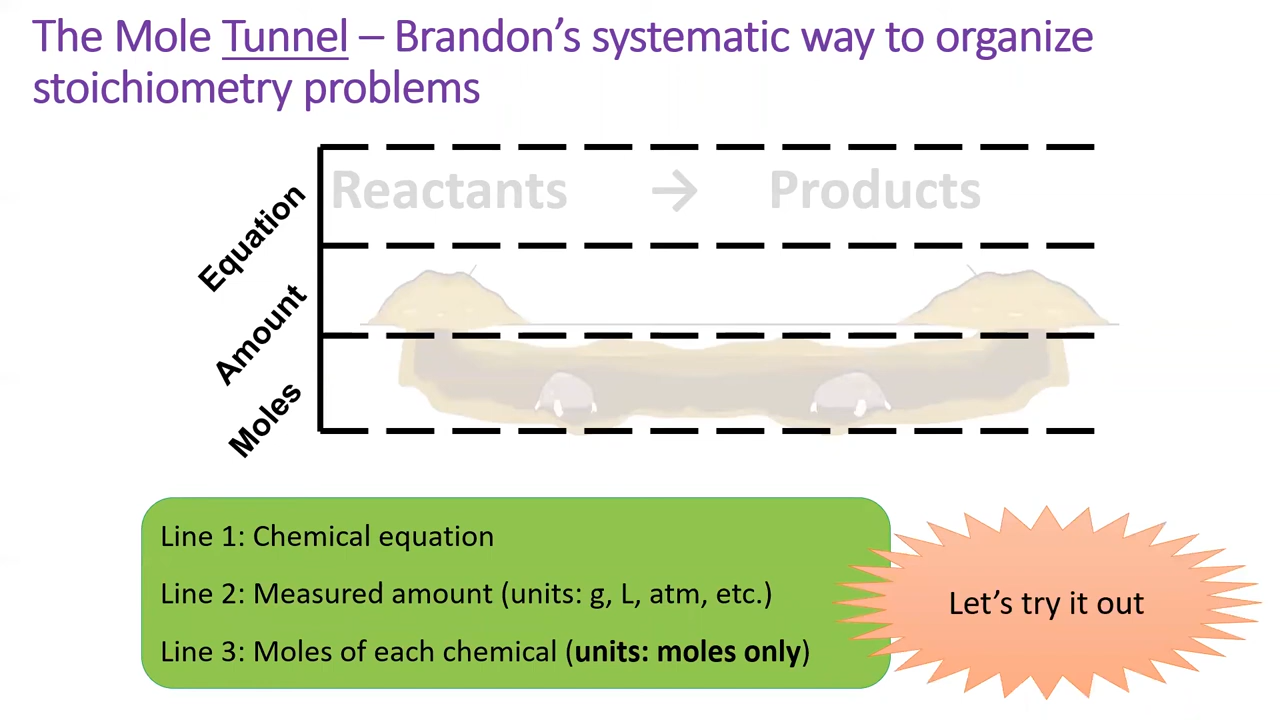 The Mole Tunnel – Brandon’s systematic way to organize
stoichiometry problems
Equation
Reactants → Products
Amount
Moles
Line 1: Chemical equation
Line 2: Measured amount (units: g, L, atm, etc.)
Line 3: Moles of each chemical (units: moles only)
Let’s try it out